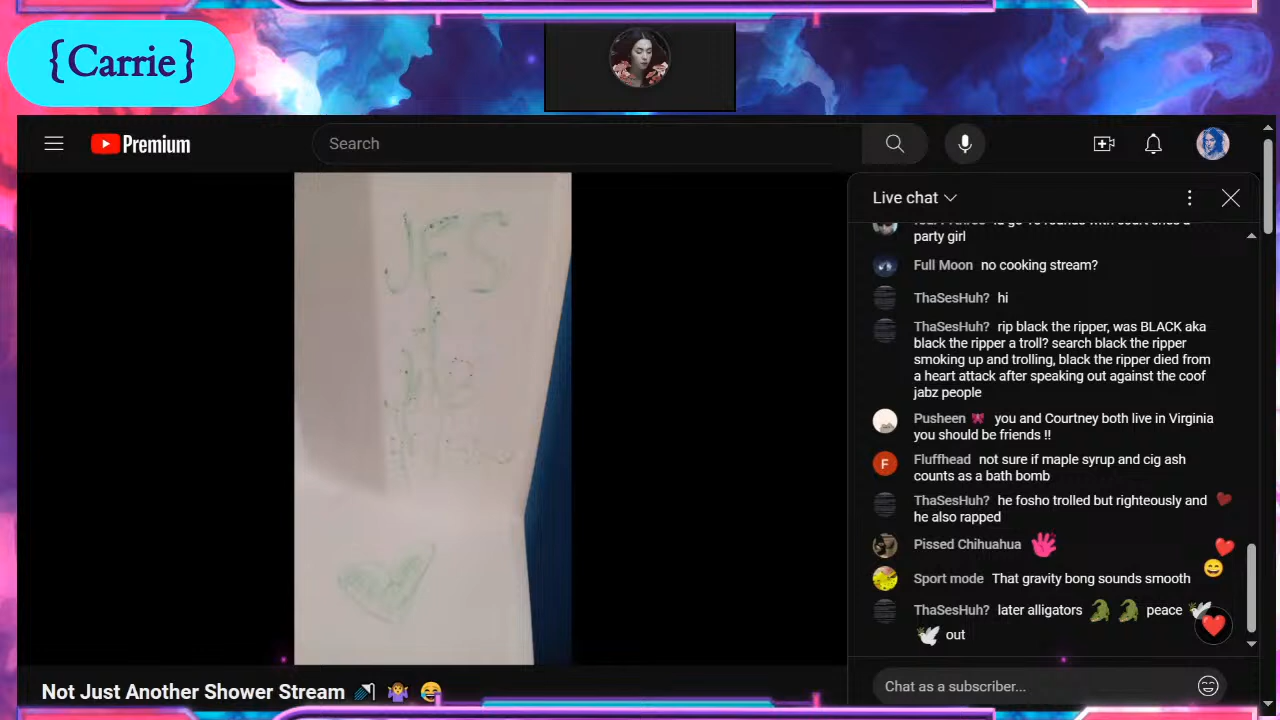 {Carrie}
Premium
Search
Live chat
party girl
Full Moon no cooking stream?
ThaSesHuh? hi
ThaSesHuh? rip black the ripper, was BLACK aka
black the ripper a troll? search black the ripper
smoking up and trolling, black the ripper died from
a heart attack after speaking out against the coof
jabz people
Pusheen 🎀 you and Courtney both live in Virginia
you should be friends !!
F
Fluffhead not sure if maple syrup and cig ash
counts as a bath bomb
ThaSesHuh? he fosho trolled but righteously and
he also rapped
Pissed Chihuahua
Sport mode That gravity bong sounds smooth
ThaSesHuh? later alligators 🐊 🐊 peace 🕊️
🕊️ out
Chat as a subscriber...
JFS
Not Just Another Shower Stream 🚿 🤷‍♀️ 😂